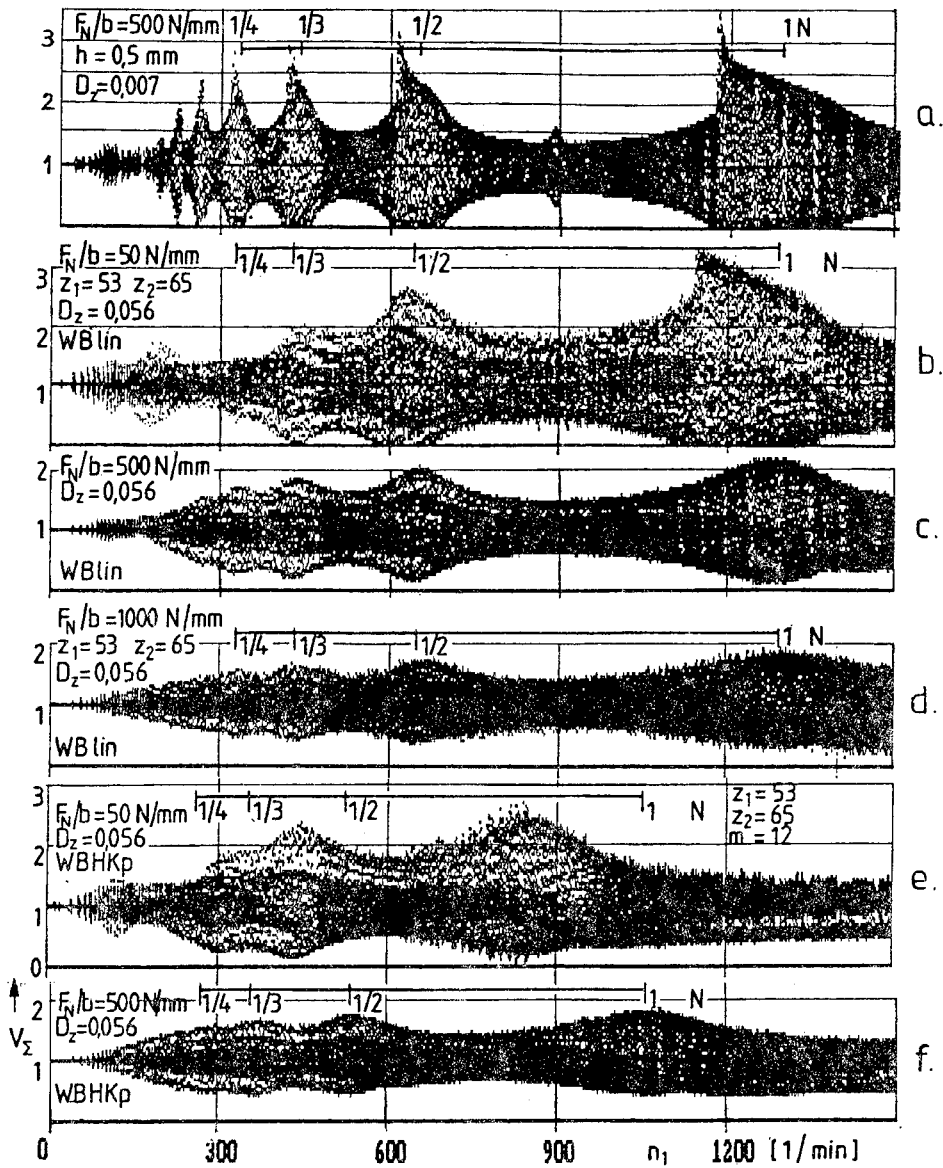 3 F_N/b=500 N/mm 1/4 1/3 1/2 1 N
h = 0,5 mm
2 D_z=0,007
1
a.
F_N/b=50 N/mm 1/4 1/3 1/2 1 N
3 z_1=53 z_2=65
D_z=0,056
2 WBlin
1
b.
2 F_N/b=500 N/mm
D_z=0,056
1
WBlin
c.
F_N/b=1000 N/mm
2 z_1=53 z_2=65 1/4 1/3 1/2 1 N
D_z=0,056
1
WBlin
d.
3 F_N/b=50 N/mm 1/4 1/3 1/2 1 N z_1=53
D_z=0,056 z_2=65
2 WBHKp m=12
1
0
e.
V_Σ
2 F_N/b=500 N/mm 1/4 1/3 1/2 1 N
D_z=0,056
1
WBHKp
f.
0 300 600 900 n_1 1200 [1/min]